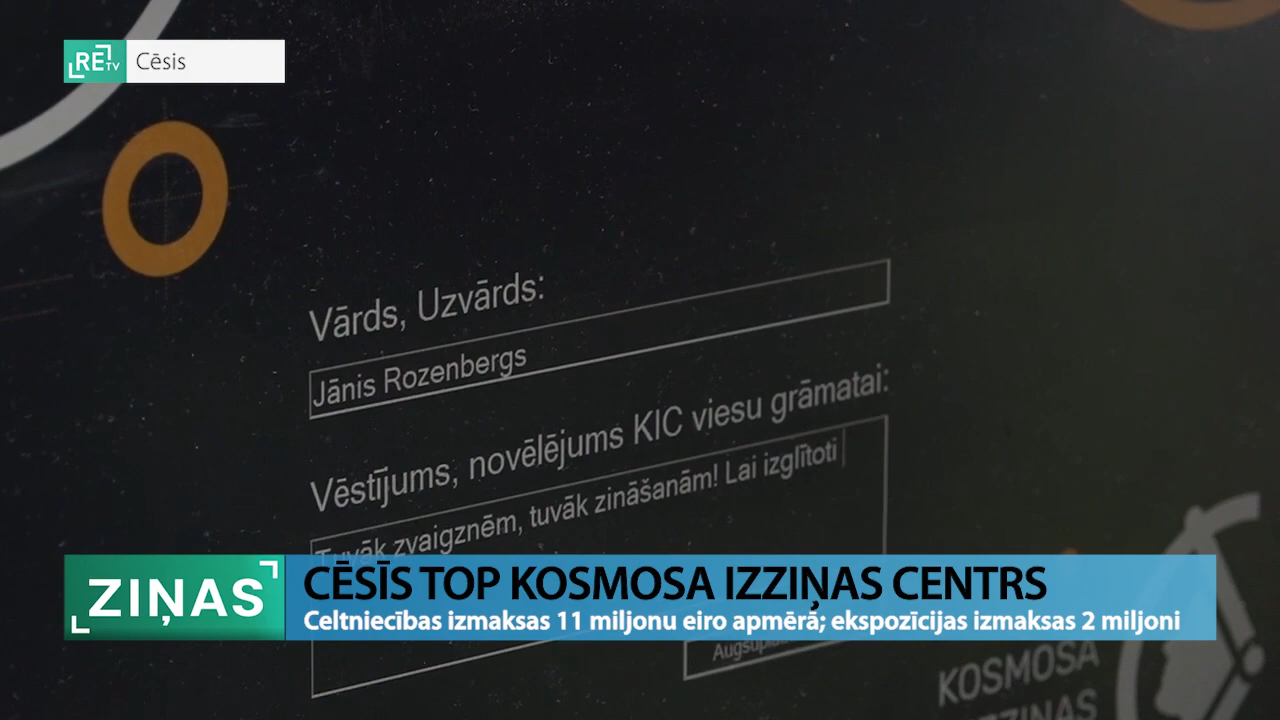 RE TV Cēsis
Vārds, Uzvārds:
Jānis Rozenbergs
Vēstījums, novēlējums KIC viesu grāmatai:
Tuvāk zvaigznēm, tuvāk zināšanām! Lai izglītoti
ZIŅAS
CĒSĪS TOP KOSMOSA IZZIŅAS CENTRS
Celtniecības izmaksas 11 miljonu eiro apmērā; ekspozīcijas izmaksas 2 miljoni
KOSMOSA
IZZIŅAS